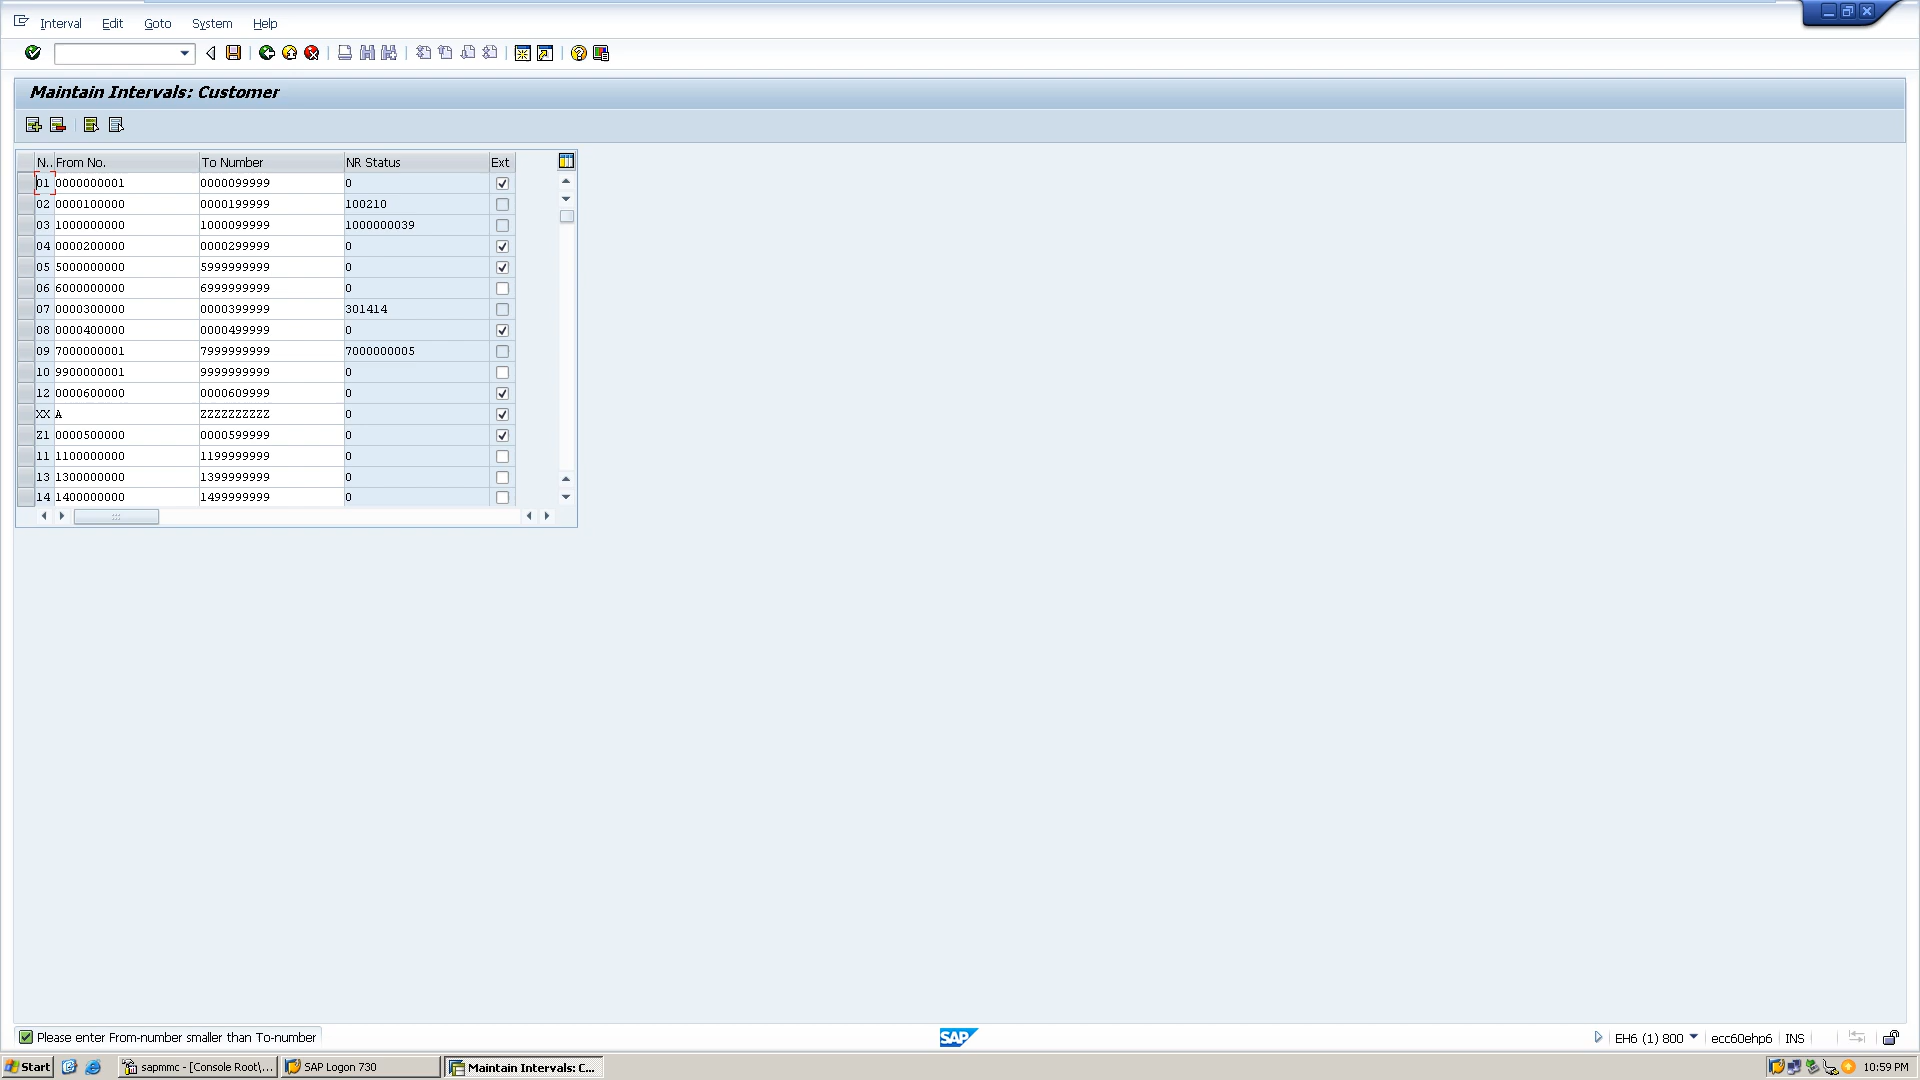 Interval Edit Goto System Help
Maintain Intervals: Customer
N.. From No. To Number NR Status Ext
01 0000000001 0000099999 0
02 0000100000 0000199999 100210
03 1000000000 1000099999 1000000039
04 0000200000 0000299999 0
05 5000000000 5999999999 0
06 6000000000 6999999999 0
07 0000300000 0000399999 301414
08 0000400000 0000499999 0
09 7000000001 7999999999 7000000005
10 9900000001 9999999999 0
12 0000600000 0000609999 0
XX A ZZZZZZZZZZ 0
Z1 0000500000 0000599999 0
11 1100000000 1199999999 0
13 1300000000 1399999999 0
14 1400000000 1499999999 0
Please enter From-number smaller than To-number
SAP
EH6 (1) 800 ecc60ehp6 INS
Start sapmmc - [Console Root\... SAP Logon 730 Maintain Intervals: C... 10:59 PM